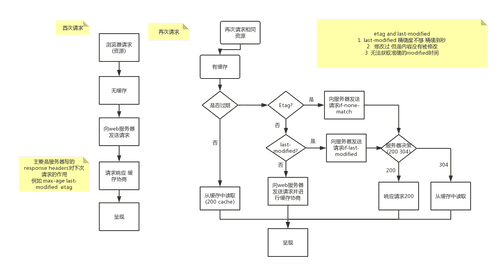 首次请求
浏览器请求
(资源)
无缓存
向web服务器
发送请求
主要是服务器写的
response headers对下次
请求的作用
例如 max-age last-
modified etag
请求响应 缓
存协商
呈现
再次请求
再次请求相同
资源
有缓存
是否过期
否
是
从缓存中读取
(200 cache)
Etag?
是
否
向服务器发送
请求if-none-
match
last-
modified?
是
否
向服务器发送
请求if-last-
modified
向web服务器
发送请求并进
行缓存协商
服务器决策
(200 304)
200
304
响应请求200
从缓存中读取
呈现
etag and last-modified
1. last-modified 精确度不够 精确到秒
2. 修改过 但是内容没有被修改
3. 无法获取准确的modified时间